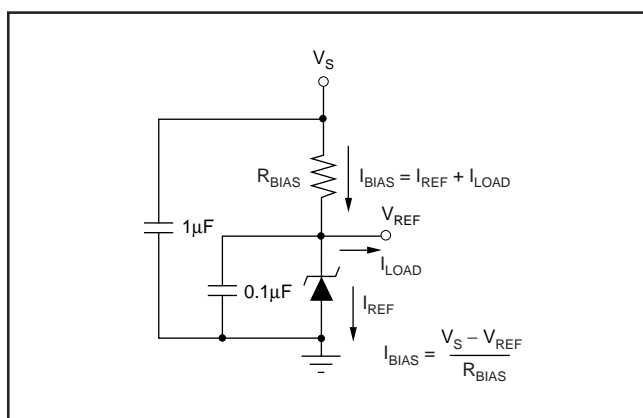 V_S
R_BIAS
I_BIAS = I_REF + I_LOAD
V_REF
1μF
I_LOAD
0.1μF
I_REF
I_BIAS = V_S − V_REF
R_BIAS